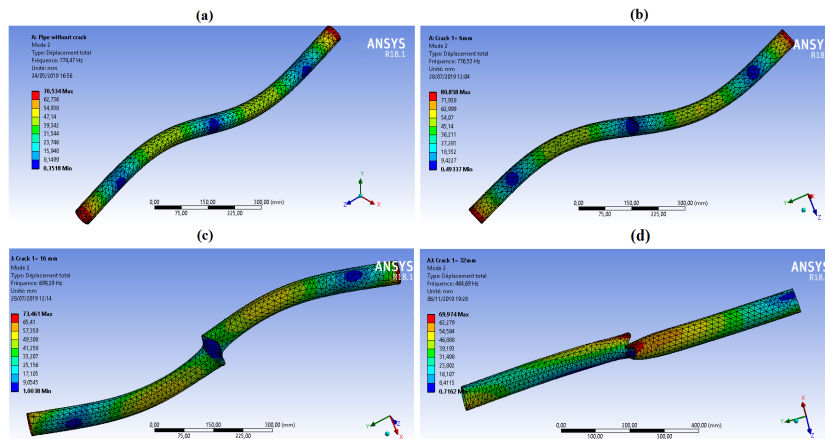 (a)
A: Pipe without crack
Mode 2
Type: Déplacement total
Fréquence: 774,47 Hz
Unité: mm
24/05/2019 16:56
70,534 Max
62,736
54,938
47,14
39,342
31,544
23,746
15,948
8,1499
0,3518 Min
ANSYS
R18.1
0,00
150,00
300,00 (mm)
75,00
225,00
Y
Z
X
(b)
A: Crack 1= 6mm
Mode 2
Type: Déplacement total
Fréquence: 776,53 Hz
Unité: mm
28/07/2019 12:04
80,858 Max
71,928
62,999
54,07
45,14
36,211
27,281
18,352
9,4227
0,49337 Min
ANSYS
R18.1
0,00
150,00
300,00 (mm)
75,00
225,00
Y
X
Z
(c)
J: Crack 1= 16 mm
Mode 2
Type: Déplacement total
Fréquence: 698,29 Hz
Unité: mm
28/07/2019 12:14
73,461 Max
65,41
57,359
49,308
41,258
33,207
25,156
17,105
9,0545
1,0038 Min
ANSYS
R18.1
0,00
150,00
300,00 (mm)
75,00
225,00
Y
Z
X
(d)
AJ: Crack 1= 32mm
Mode 2
Type: Déplacement total
Fréquence: 464,69 Hz
Unité: mm
06/11/2019 19:28
69,974 Max
62,279
54,584
46,888
39,193
31,498
23,802
16,107
8,4115
0,7162 Min
ANSYS
R18.
0,00
200,00
400,00 (mm)
100,00
300,00
X
Y
Z